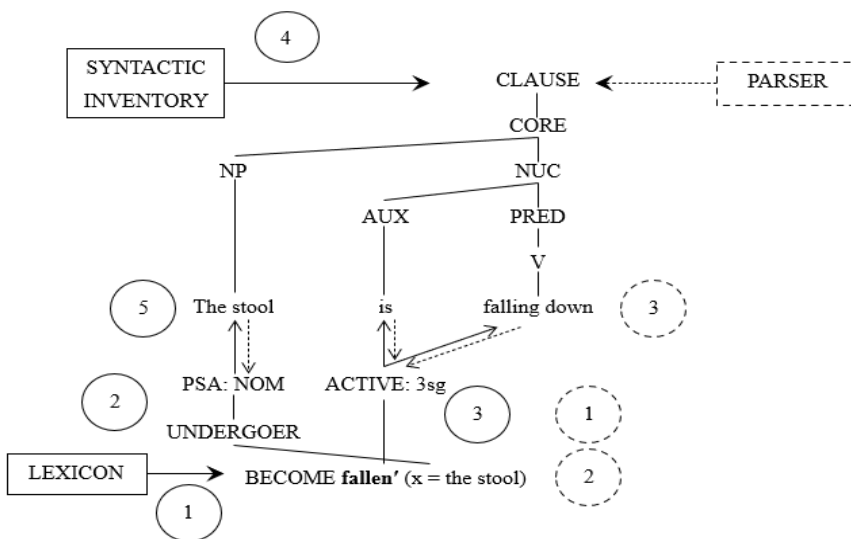 4
SYNTACTIC
INVENTORY
CLAUSE
PARSER
CORE
NP
NUC
AUX
PRED
V
5
The stool
is
falling down
3
2
PSA: NOM
ACTIVE: 3sg
3
1
UNDERGOER
LEXICON
BECOME fallen′ (x = the stool)
2
1